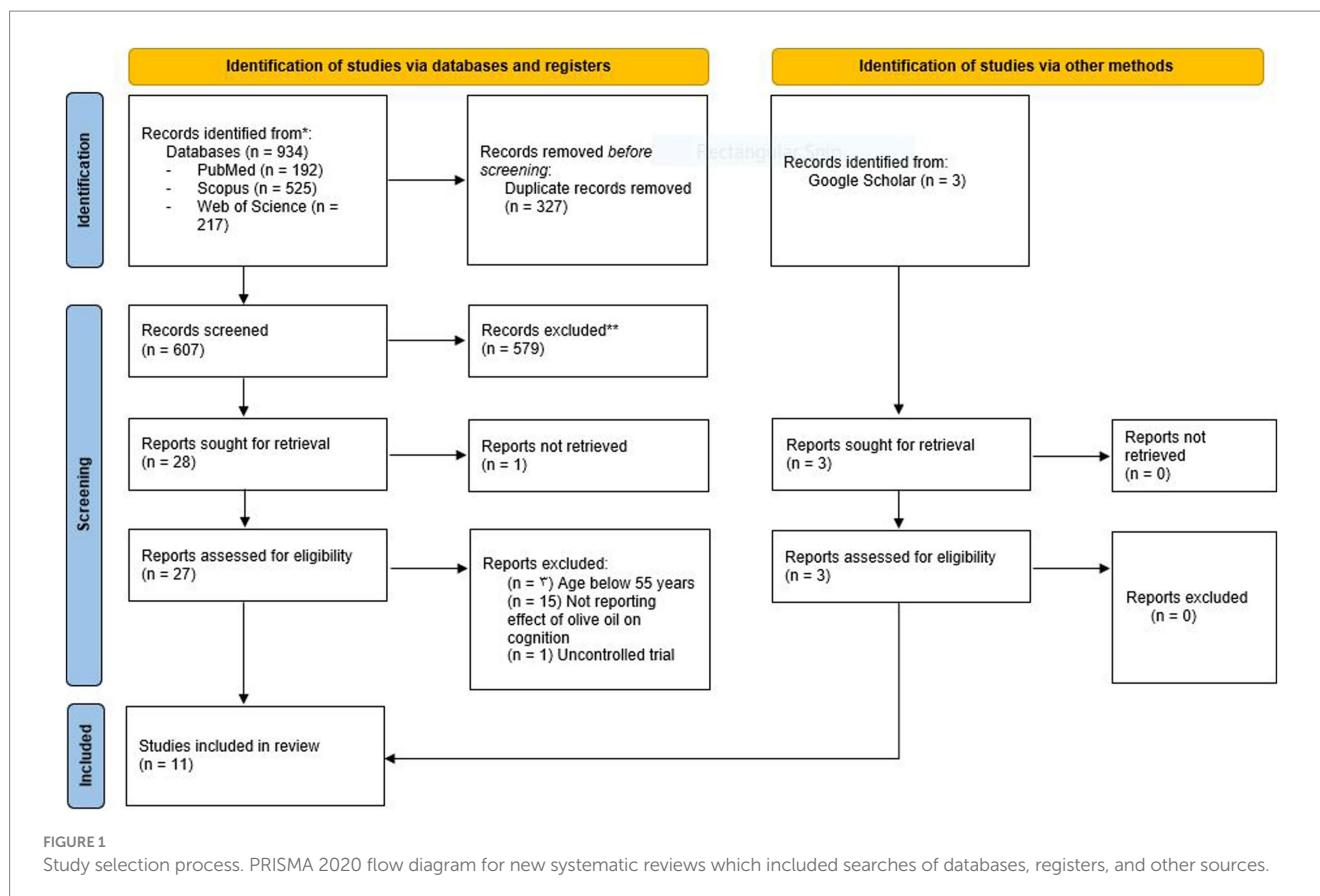 Identification of studies via databases and registers
Identification of studies via other methods
Identification
Records identified from*:
Databases (n = 934)
- PubMed (n = 192)
- Scopus (n = 525)
- Web of Science (n =
217)
Records removed before
screening:
Duplicate records removed
(n = 327)
Rectangular Snip
Records identified from:
Google Scholar (n = 3)
Screening
Records screened
(n = 607)
Records excluded**
(n = 579)
Reports sought for retrieval
(n = 28)
Reports not retrieved
(n = 1)
Reports sought for retrieval
(n = 3)
Reports not
retrieved
(n = 0)
Reports assessed for eligibility
(n = 27)
Reports excluded:
(n = ٣) Age below 55 years
(n = 15) Not reporting
effect of olive oil on
cognition
(n = 1) Uncontrolled trial
Reports assessed for eligibility
(n = 3)
Reports excluded
(n = 0)
Included
Studies included in review
(n = 11)
FIGURE 1
Study selection process. PRISMA 2020 flow diagram for new systematic reviews which included searches of databases, registers, and other sources.